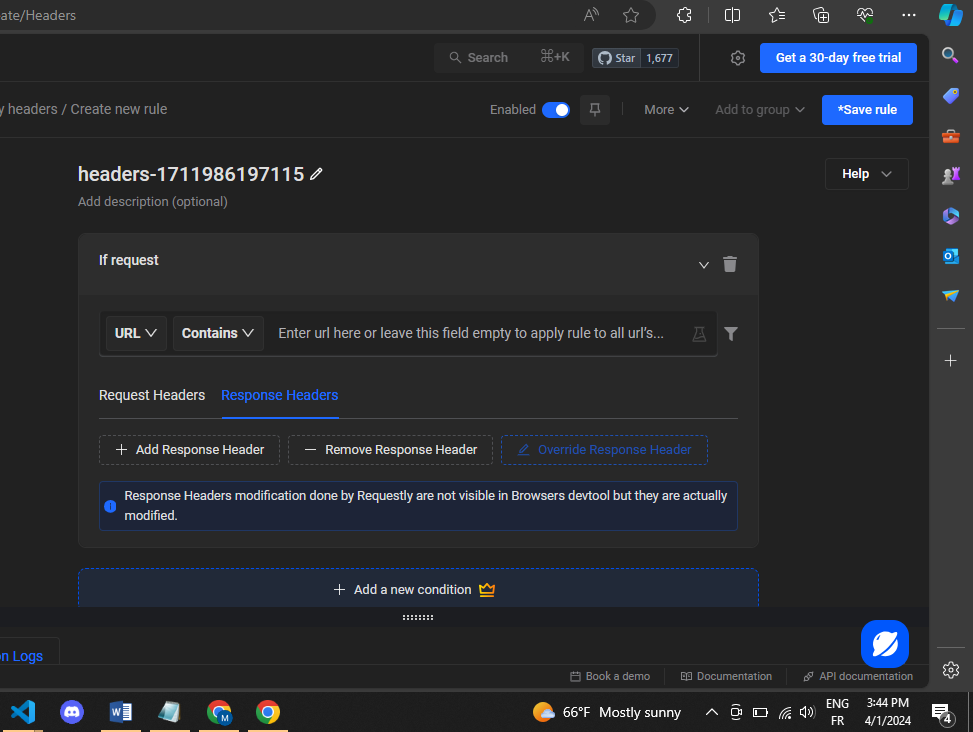 ate/Headers
Search ⌘+K Star 1,677 Get a 30-day free trial
y headers / Create new rule Enabled More Add to group *Save rule
headers-1711986197115 Help
Add description (optional)
If request
URL Contains Enter url here or leave this field empty to apply rule to all url's...
Request Headers Response Headers
+ Add Response Header — Remove Response Header Override Response Header
Response Headers modification done by Requestly are not visible in Browsers devtool but they are actually
modified.
+ Add a new condition
on Logs
Book a demo Documentation API documentation
66°F Mostly sunny ENG 3:44 PM
FR 4/1/2024 4